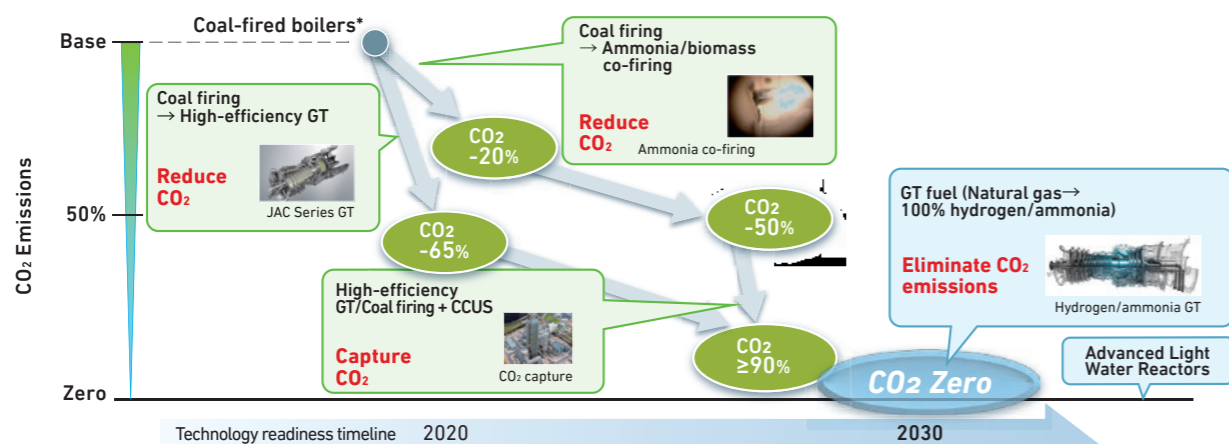 Coal-fired boilers*
Base
50%
Zero
CO₂ Emissions
Coal firing
→ High-efficiency GT
Reduce
CO₂
JAC Series GT
Coal firing
→ Ammonia/biomass
co-firing
Reduce
CO₂
Ammonia co-firing
CO₂
-20%
CO₂
-65%
CO₂
-50%
High-efficiency
GT/Coal firing + CCUS
Capture
CO₂
CO₂ capture
CO₂
≥90%
GT fuel (Natural gas→
100% hydrogen/ammonia)
Eliminate CO₂
emissions
Hydrogen/ammonia GT
CO₂ Zero
Advanced Light
Water Reactors
Technology readiness timeline
2020
2030